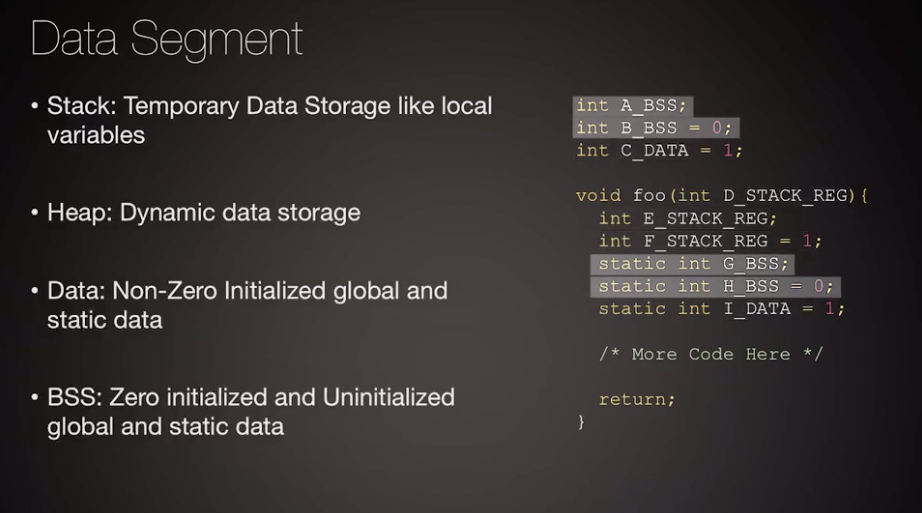 Data Segment
• Stack: Temporary Data Storage like local
variables
• Heap: Dynamic data storage
• Data: Non-Zero Initialized global and
static data
• BSS: Zero initialized and Uninitialized
global and static data
int A_BSS;
int B_BSS = 0;
int C_DATA = 1;
void foo(int D_STACK_REG){
int E_STACK_REG;
int F_STACK_REG = 1;
static int G_BSS;
static int H_BSS = 0;
static int I_DATA = 1;
/* More Code Here */
return;
}